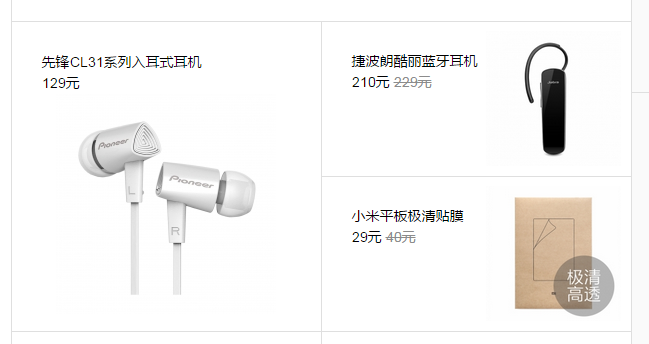 先锋CL31系列入耳式耳机
129元
Pioneer
Pioneer
L
R
捷波朗酷丽蓝牙耳机
210元 229元
小米平板极清贴膜
29元 40元
极清
高透